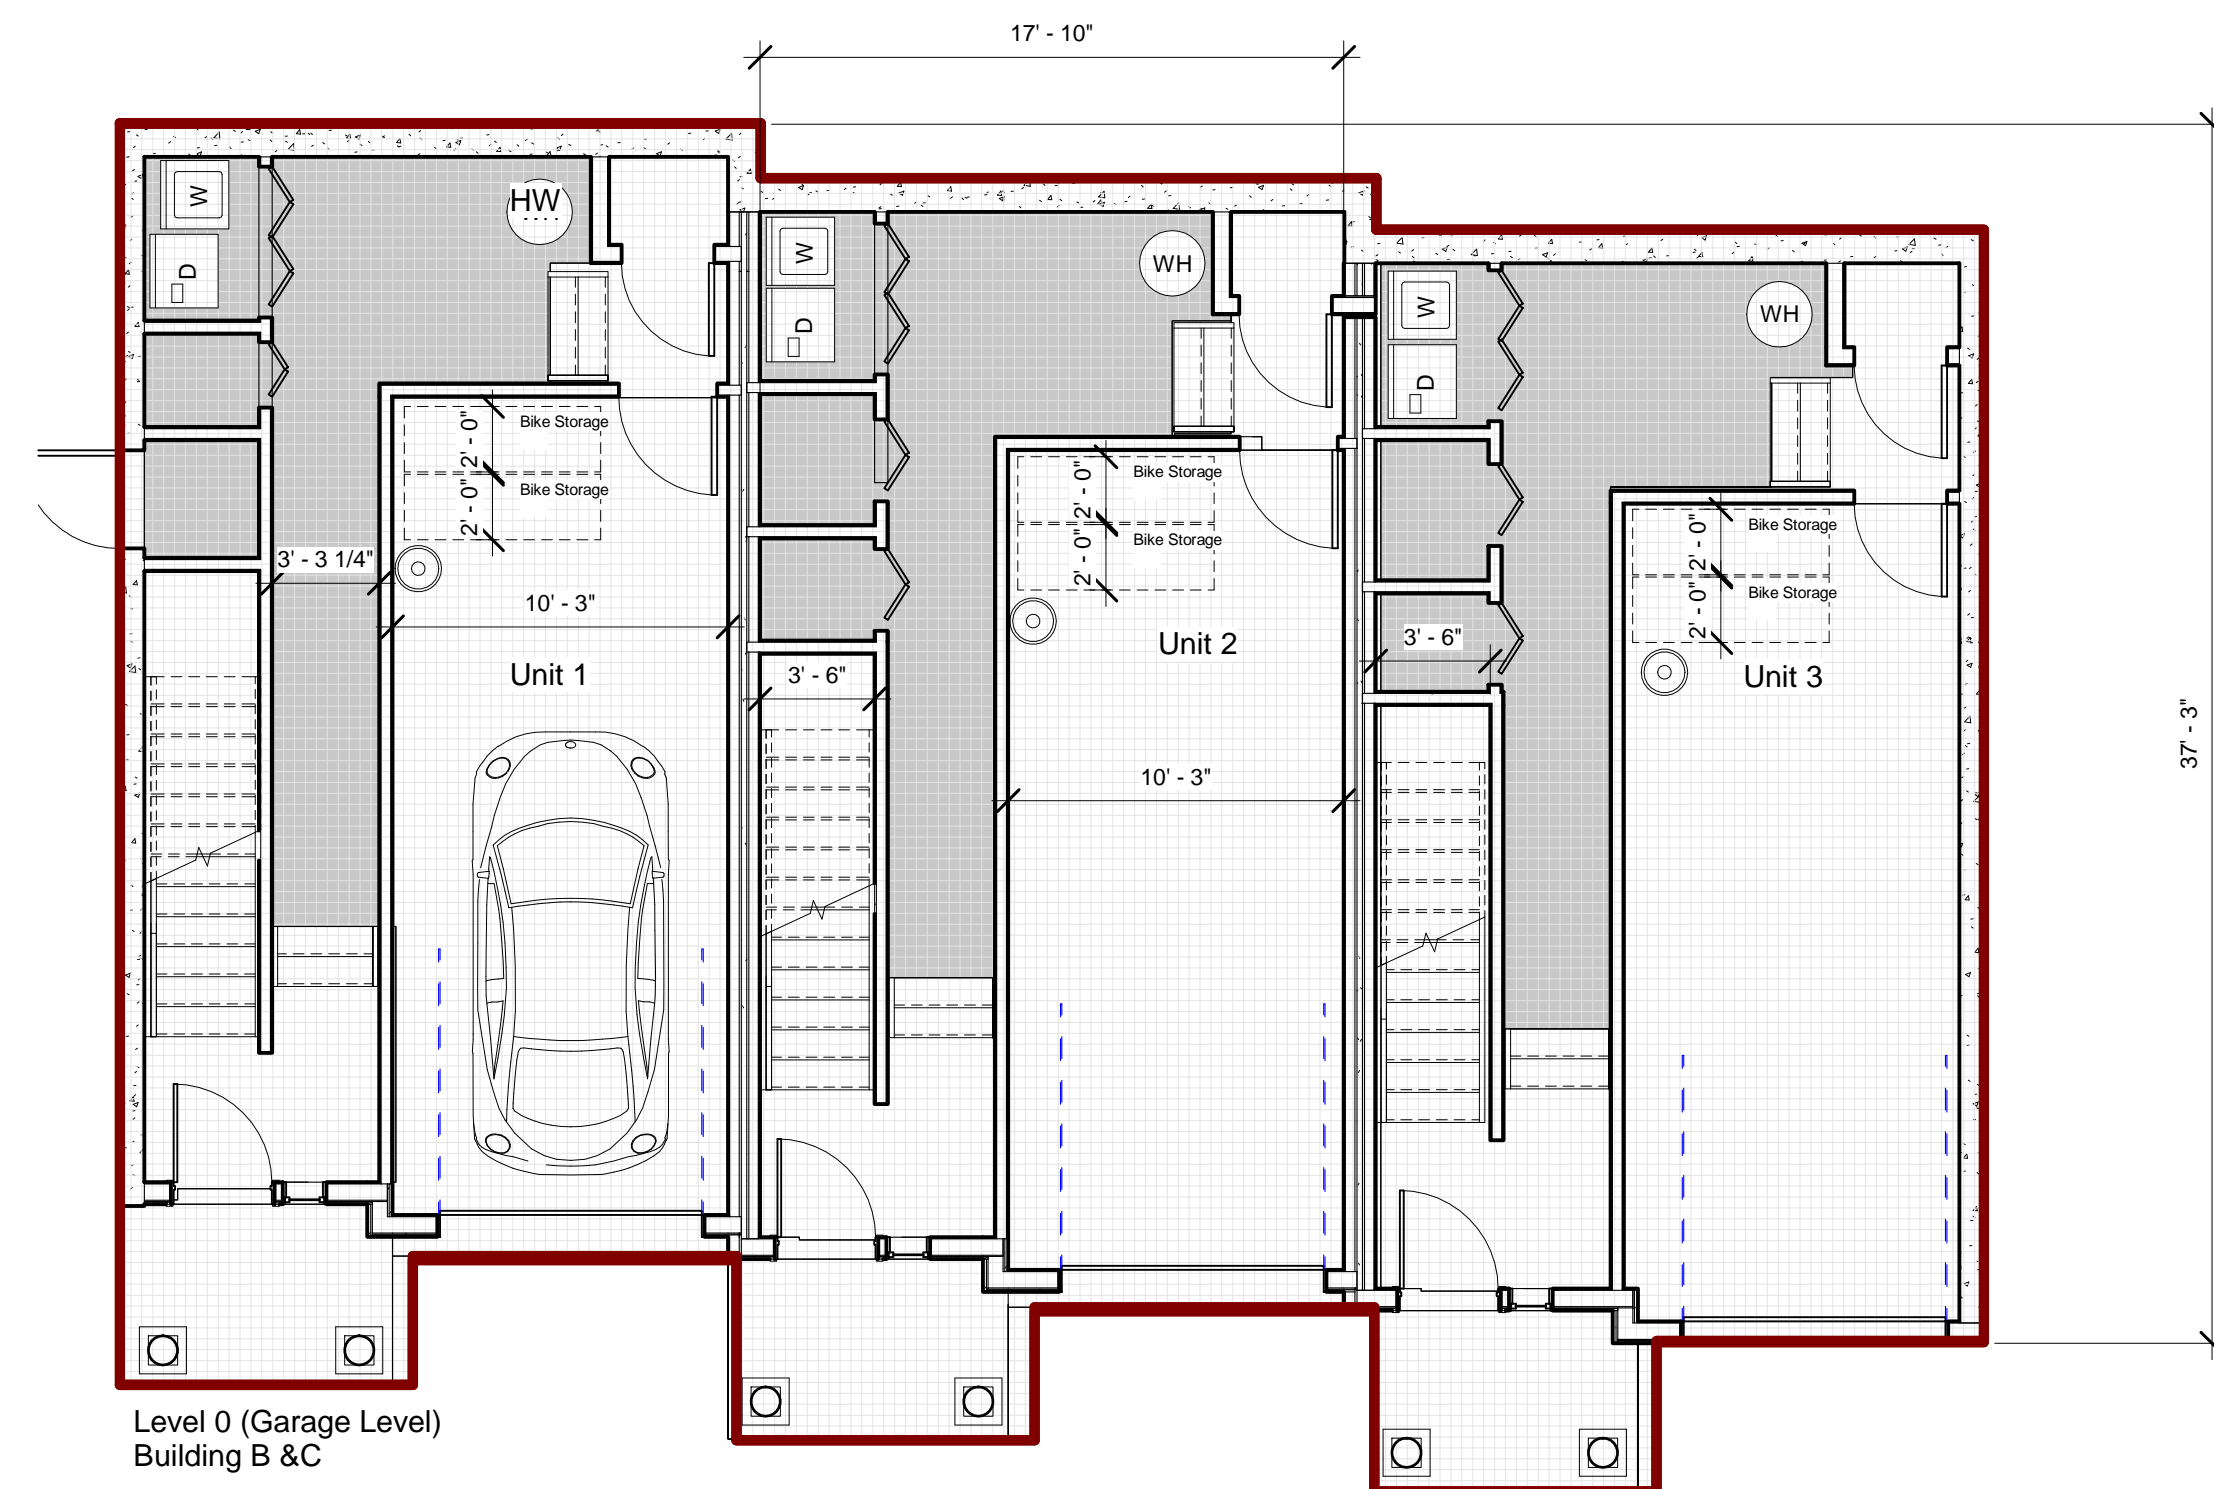 17' - 10"
W
HW
D
W
WH
D
W
WH
D
2' - 0"
Bike Storage
2' - 0"
Bike Storage
2' - 0"
Bike Storage
2' - 0"
Bike Storage
2' - 0"
Bike Storage
2' - 0"
Bike Storage
3' - 3 1/4"
10' - 3"
Unit 1
3' - 6"
Unit 2
10' - 3"
3' - 6"
Unit 3
37' - 3"
Level 0 (Garage Level)
Building B &C